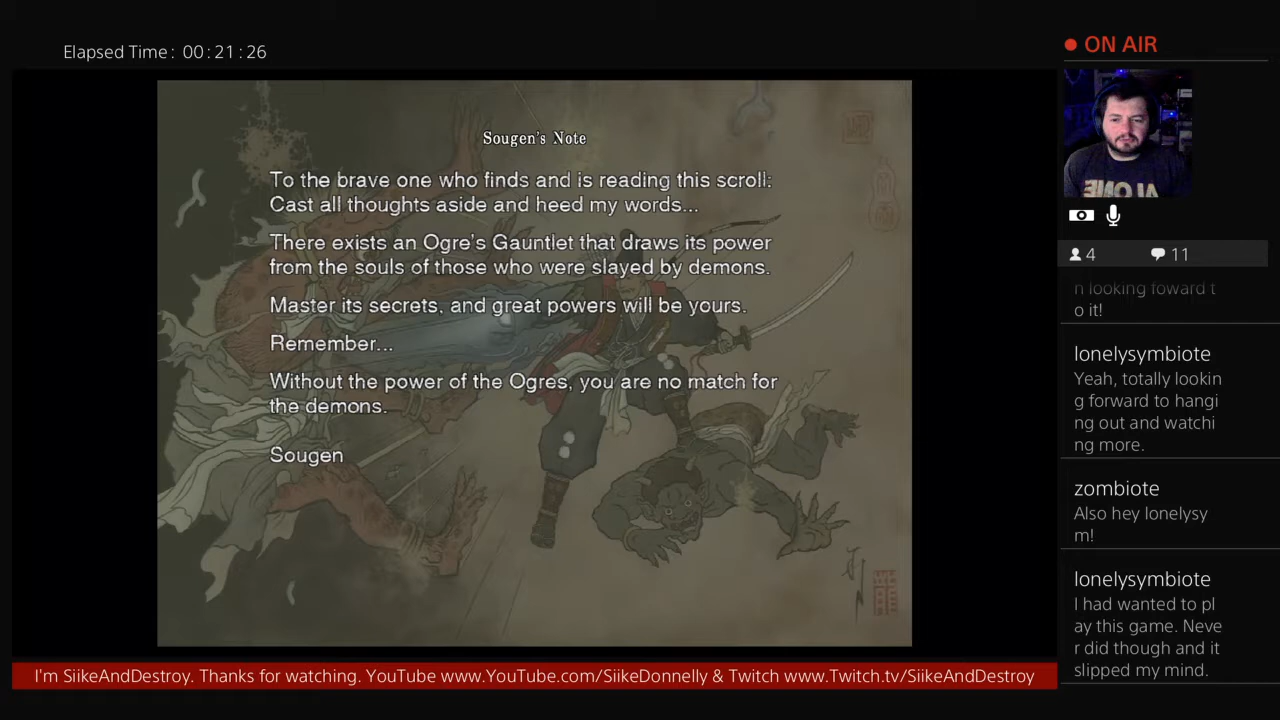 Elapsed Time: 00:21:26
ON AIR
Sougen's Note
To the brave one who finds and is reading this scroll:
Cast all thoughts aside and heed my words...
There exists an Ogre's Gauntlet that draws its power
from the souls of those who were slayed by demons.
Master its secrets, and great powers will be yours.
Remember...
Without the power of the Ogres, you are no match for
the demons.
Sougen
4
11
n looking foward t
o it!
lonelysymbiote
Yeah, totally lookin
g forward to hangi
ng out and watchi
ng more.
zombiote
Also hey lonelysy
m!
lonelysymbiote
I had wanted to pl
ay this game. Neve
r did though and it
slipped my mind.
I'm SiikeAndDestroy. Thanks for watching. YouTube www.YouTube.com/SiikeDonnelly & Twitch www.Twitch.tv/SiikeAndDestroy